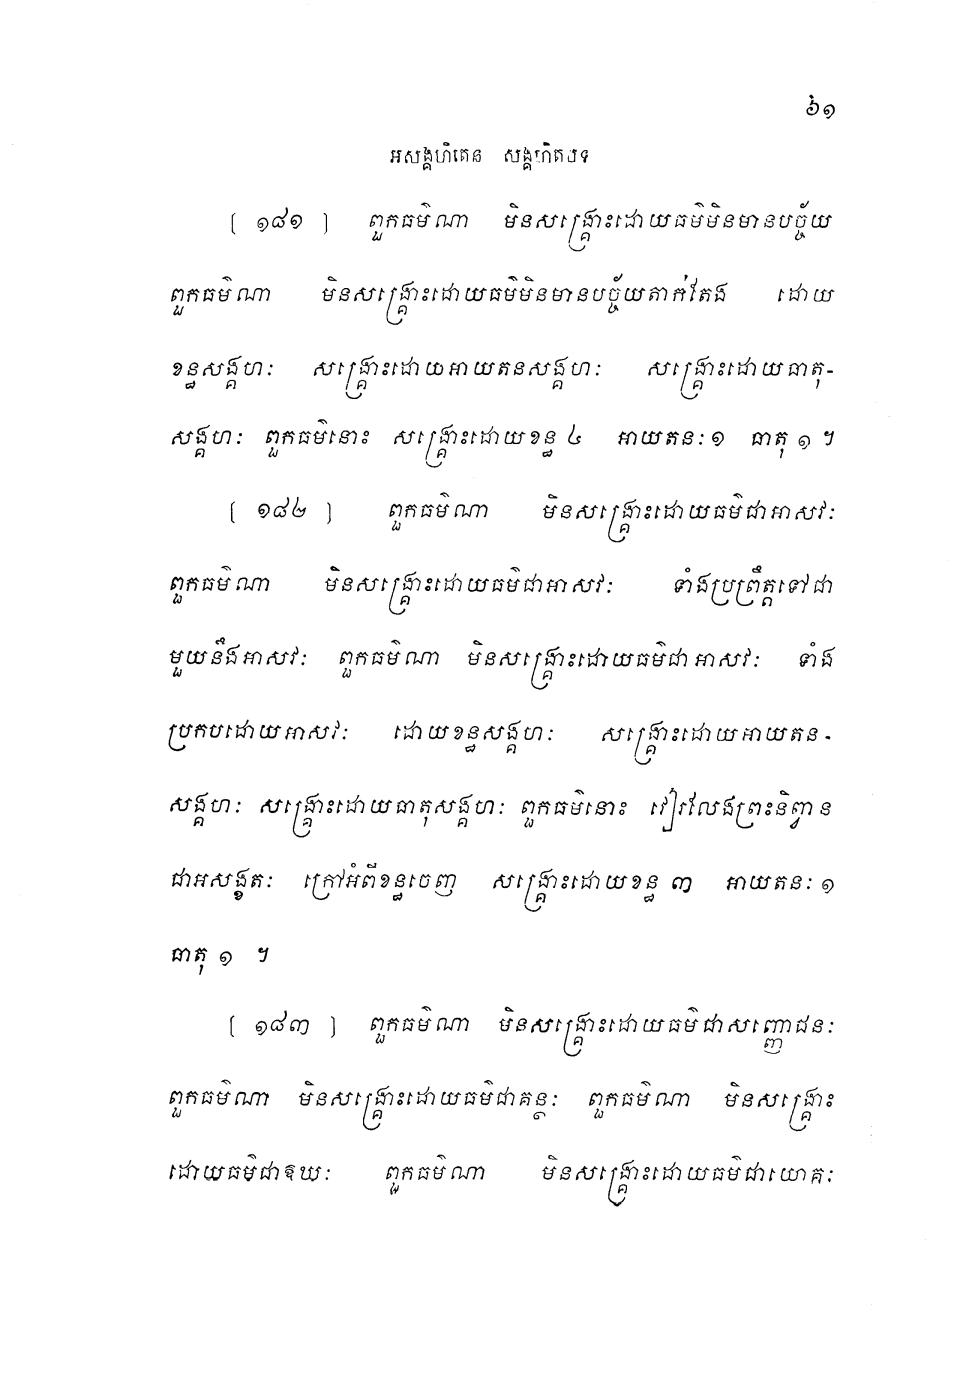 ៦១
អសង្គហិតេន សង្គហិតបទ
[ ១៨១ ] ពួកធម៌ណា មិនសង្គ្រោះដោយធម៌មិនមានបច្ច័យ
ពួកធម៌ណា មិនសង្គ្រោះដោយធម៌មិនមានបច្ច័យតាក់តែង ដោយ
ខន្ធសង្គហៈ សង្គ្រោះដោយអាយតនសង្គហៈ សង្គ្រោះដោយធាតុ-
សង្គហៈ ពួកធម៌នោះ សង្គ្រោះដោយខន្ធ ៤ អាយតនៈ ១ ធាតុ ១ ។
[ ១៨២ ] ពួកធម៌ណា មិនសង្គ្រោះដោយធម៌ជាអាសវៈ
ពួកធម៌ណា មិនសង្គ្រោះដោយធម៌ជាអាសវៈ ទាំងប្រព្រឹត្តទៅជា
មួយនឹងអាសវៈ ពួកធម៌ណា មិនសង្គ្រោះដោយធម៌ជាអាសវៈ ទាំង
ប្រកបដោយអាសវៈ ដោយខន្ធសង្គហៈ សង្គ្រោះដោយអាយតន-
សង្គហៈ សង្គ្រោះដោយធាតុសង្គហៈ ពួកធម៌នោះ វៀរលែងព្រះនិព្វាន
ជាអសង្ខតៈ ក្រៅអំពីខន្ធចេញ សង្គ្រោះដោយខន្ធ ៣ អាយតនៈ ១
ធាតុ ១ ។
[ ១៨៣ ] ពួកធម៌ណា មិនសង្គ្រោះដោយធម៌ជាសញ្ញោជនៈ
ពួកធម៌ណា មិនសង្គ្រោះដោយធម៌ជាគន្ថៈ ពួកធម៌ណា មិនសង្គ្រោះ
ដោយធម៌ជាឱឃៈ ពួកធម៌ណា មិនសង្គ្រោះដោយធម៌ជាយោគៈ